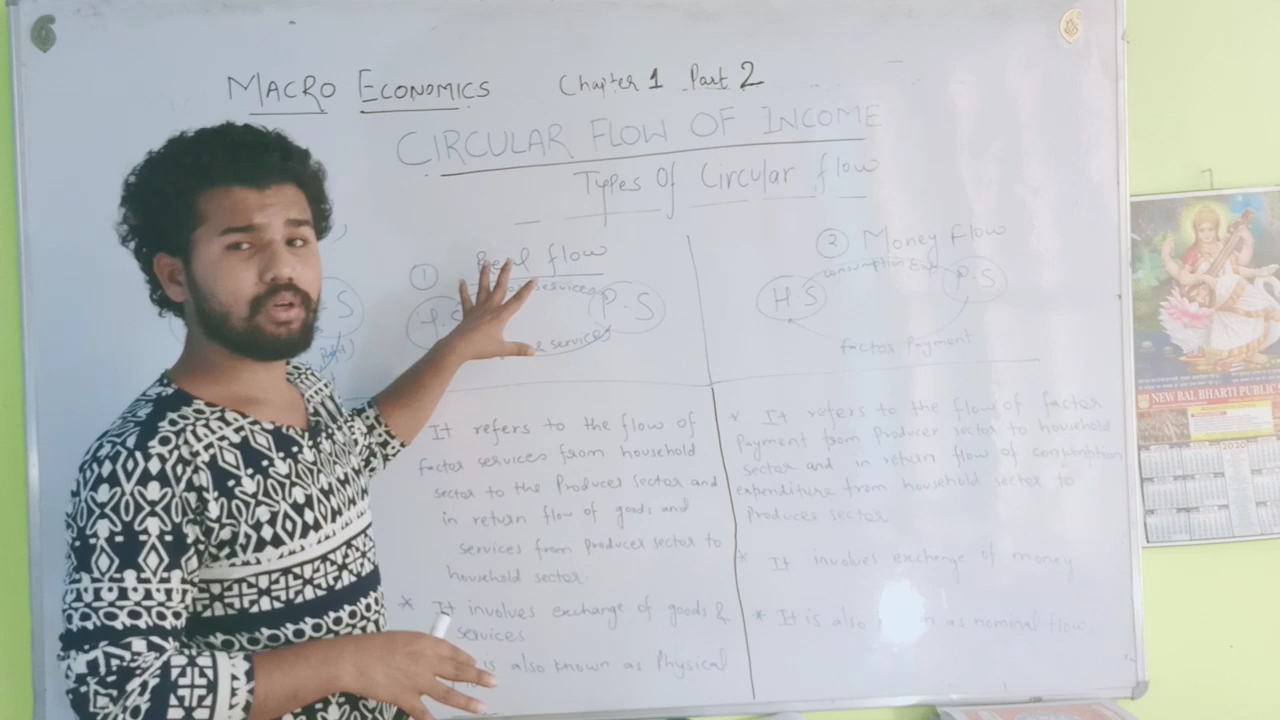 MACRO ECONOMICS Chapter 1 Part 2
CIRCULAR FLOW OF INCOME
Types Of Circular flow
① Real flow
services
P.S
& services
It refers to the flow of
factor services from household
sector to the Producer sector and
in return flow of goods and
services from Producer sector to
household sector.
* It involves exchange of goods &
services
is also known as Physical
② Money Flow
consumption Exp
H.S
P.S
factor Payment
* It refers to the flow of factor
Payment from Producer sector to household
sector and in return flow of
expenditure from household sector to
Producer sector
* It involves exchange of money
* It is also as nominal flow
S
NEW BAL BHARTI PUBLIC
2020